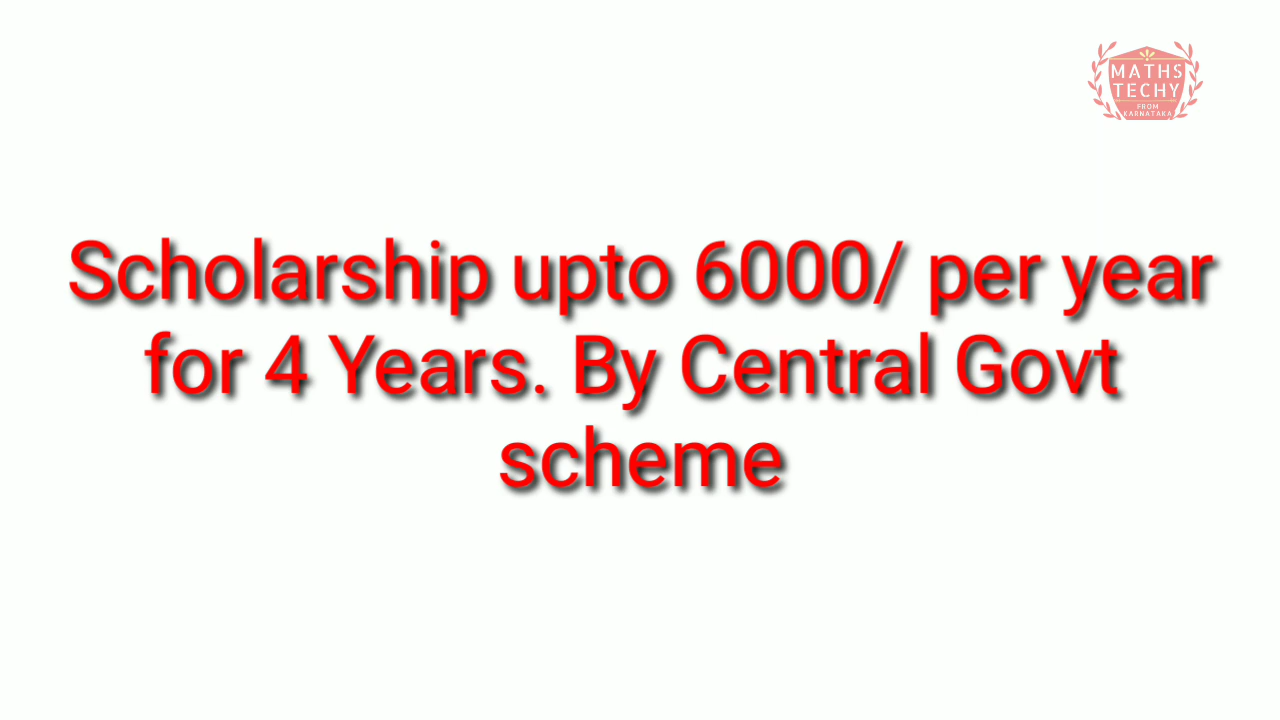 MATHS
TECHY
FROM
KARNATAKA
Scholarship upto 6000/ per year
for 4 Years. By Central Govt
scheme